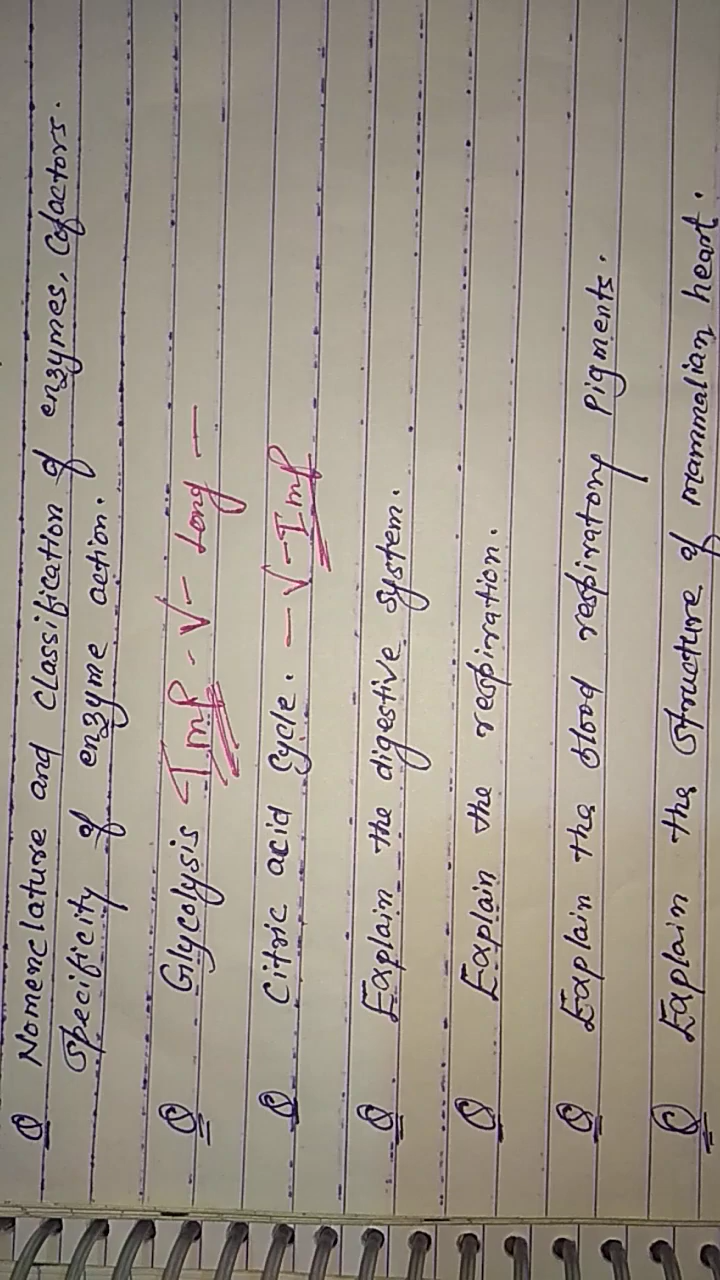 Q Nomenclature and classification of enzymes, Cofactors.
Specificity of enzyme action.
Q Glycolysis - Imp. V- Long -
Q Citric acid Cycle. - V-Imp
Q. Explain the digestive system.
Q Explain the respiration.
Q Explain the blood respiratory pigments.
Q Explain the structure of mammalian heart.